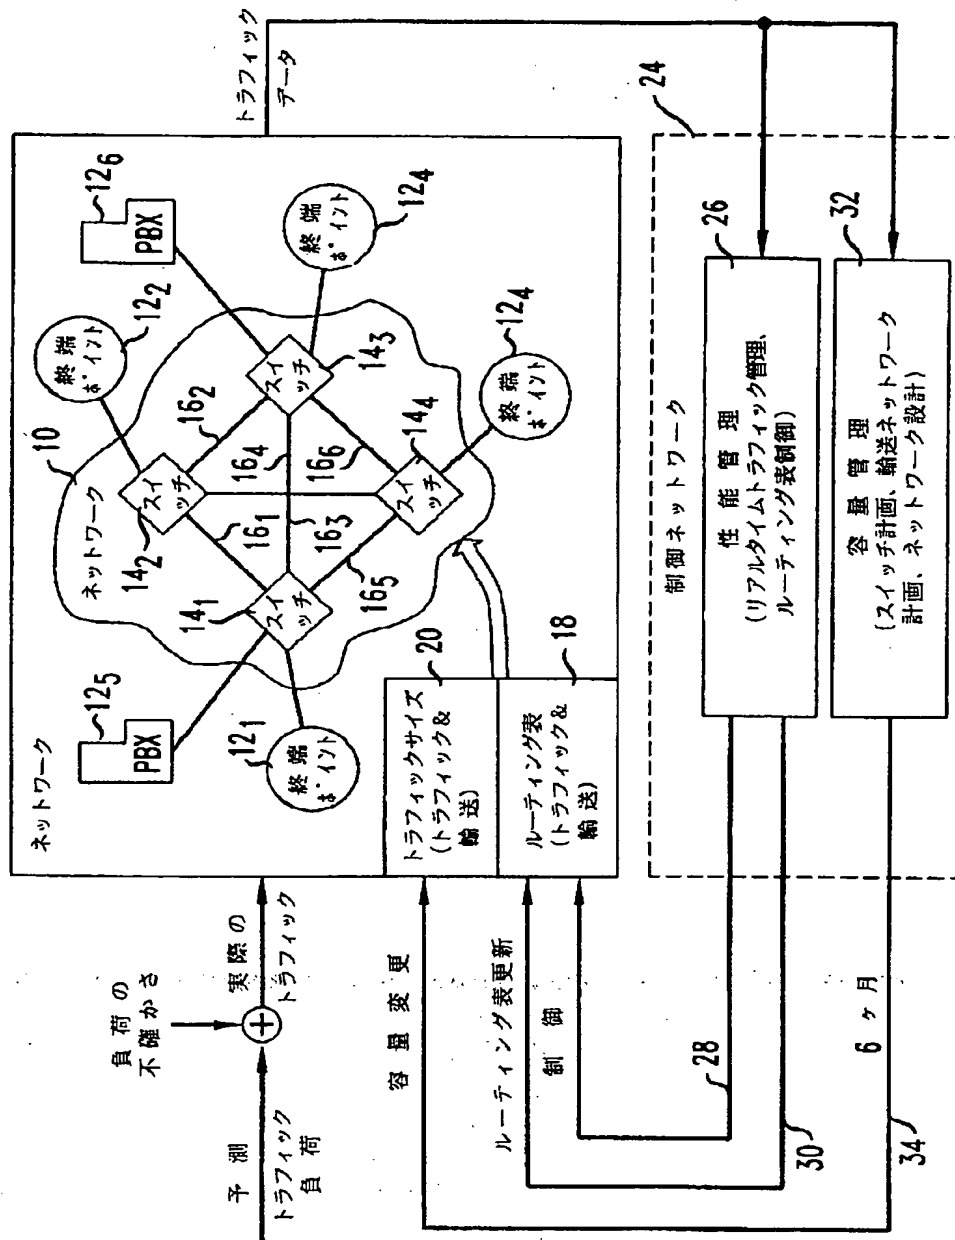 予測
トラフィック
負荷
負荷の
不確かさ
+
実際の
トラフィック
ネットワーク
12₅
PBX
12₁
終端
ポイント
ネットワーク
10
14₁
スイ
ッチ
14₂
スイ
ッチ
12₂
終端
ポイント
12₆
PBX
16₁
16₂
16₄
16₃
16₅
16₆
14₃
スイ
ッチ
14₄
スイ
ッチ
終端
ポイント
12₄
終端
ポイント
12₄
トラフィック
データ
トラフィックサイズ
(トラフィック&
輸送)
20
ルーティング表
(トラフィック&
輸送)
18
容量変更
ルーティング表更新
制御
制御ネットワーク
24
性能管理
(リアルタイムトラフィック管理、
ルーティング表制御)
26
容量管理
(スイッチ計画、輸送ネットワーク
計画、ネットワーク設計)
32
28
30
6ヶ月
34